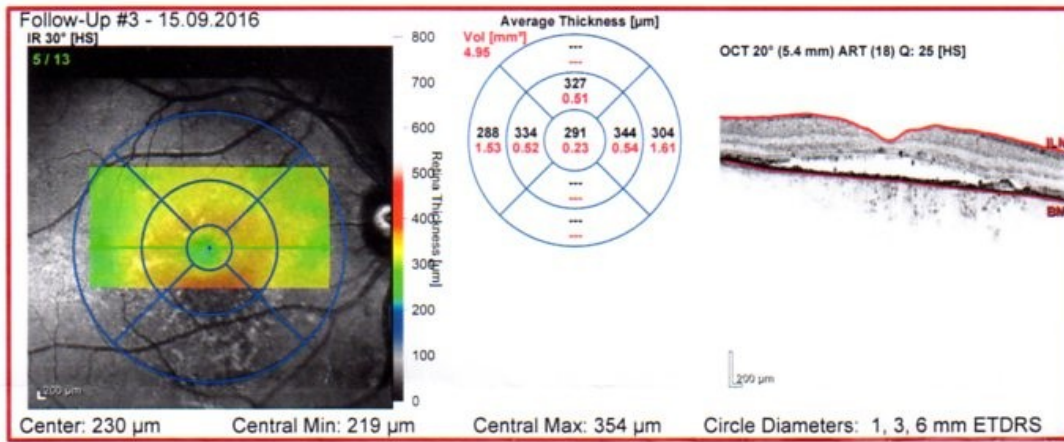 Follow-Up #3 - 15.09.2016
IR 30° [HS]
5 / 13
800
700
600
500
400
300
200
100
0
Retina Thickness [µm]
200 µm
Average Thickness [µm]
Vol [mm³]
4.95
---
---
327
0.51
288 334 291 344 304
1.53 0.52 0.23 0.54 1.61
---
---
---
---
OCT 20° (5.4 mm) ART (18) Q: 25 [HS]
200 µm
Center: 230 µm Central Min: 219 µm Central Max: 354 µm Circle Diameters: 1, 3, 6 mm ETDRS